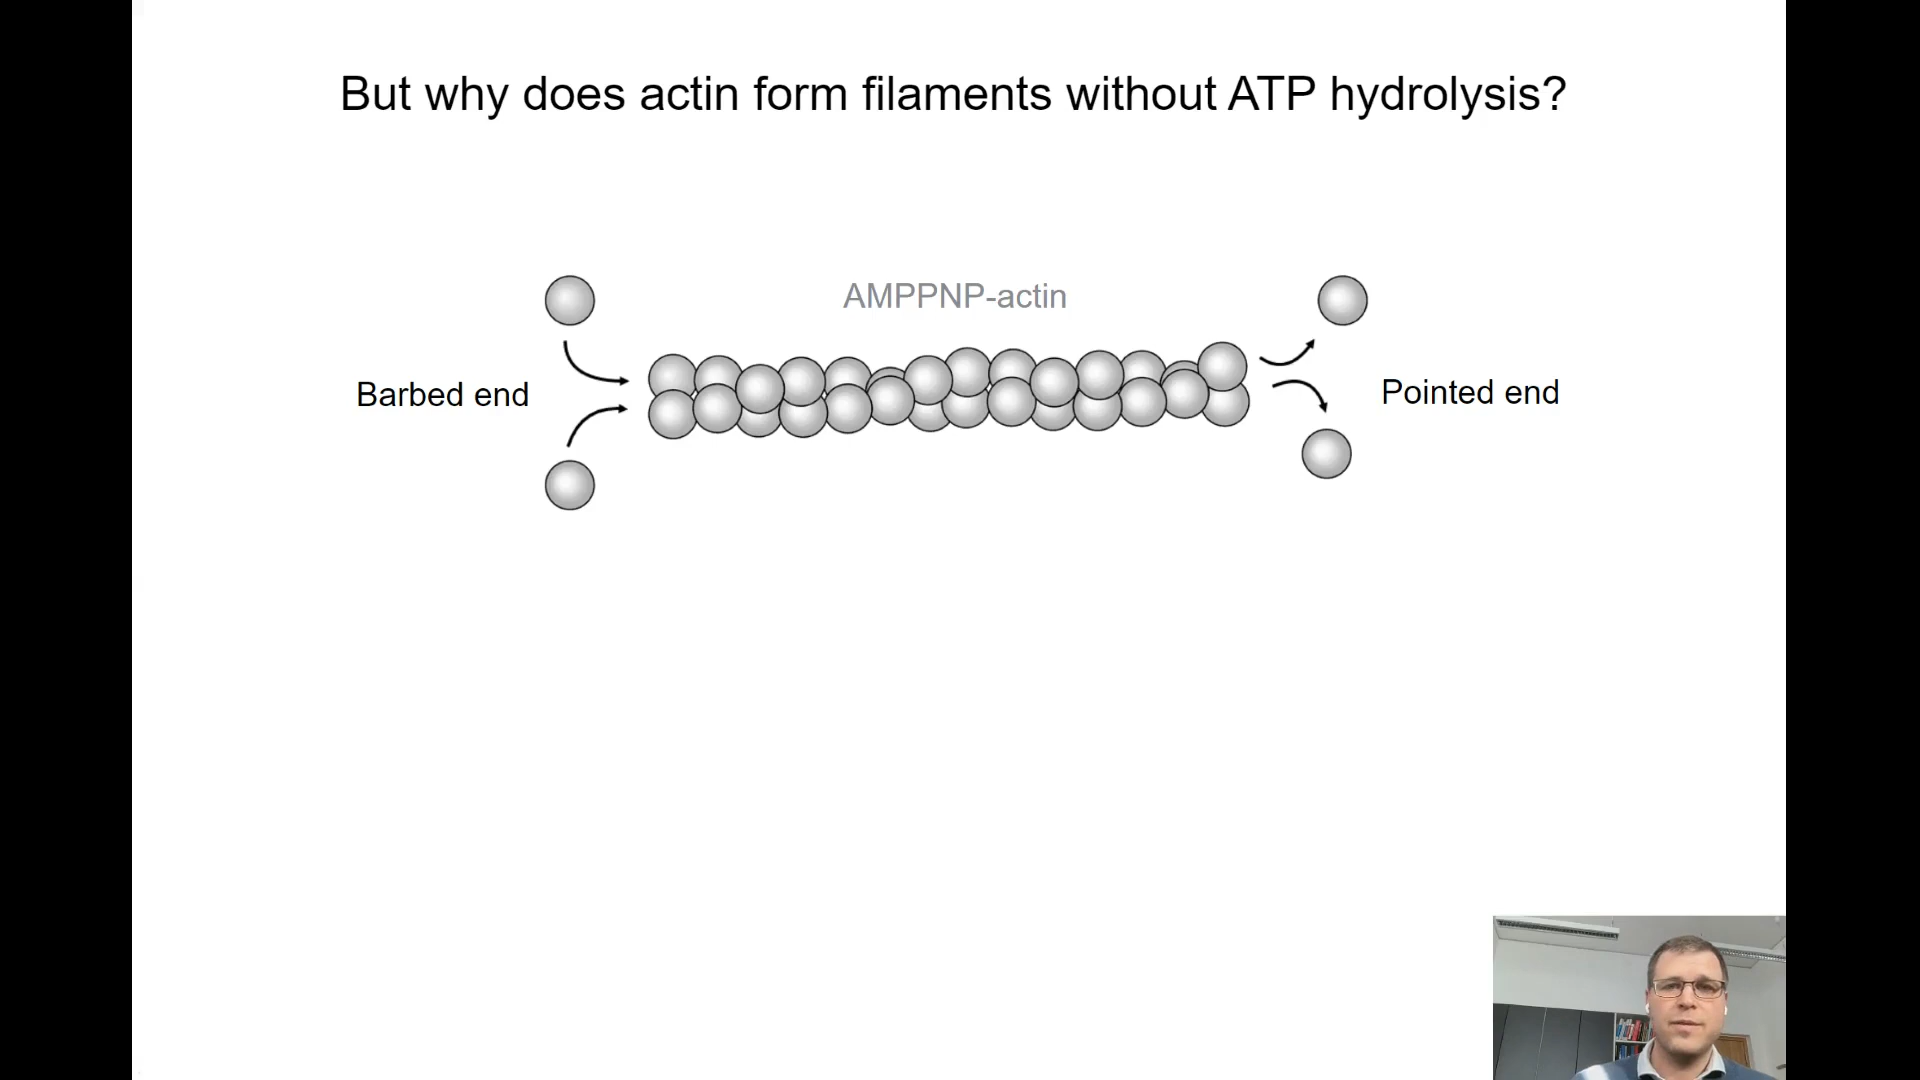 But why does actin form filaments without ATP hydrolysis?
AMPPNP-actin
Barbed end
Pointed end